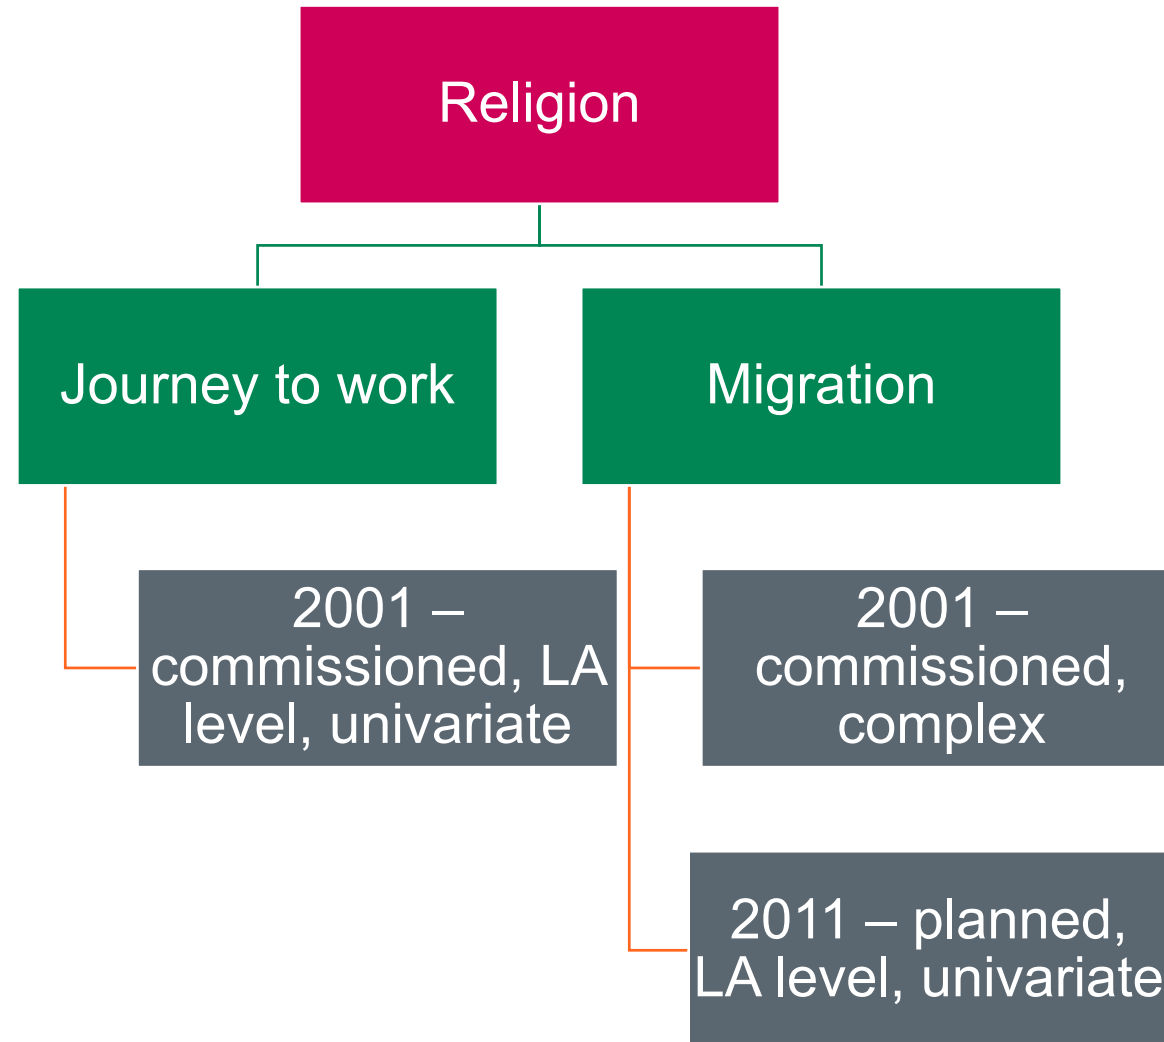 Religion
Journey to work
Migration
2001 –
commissioned, LA
level, univariate
2001 –
commissioned,
complex
2011 – planned,
LA level, univariate